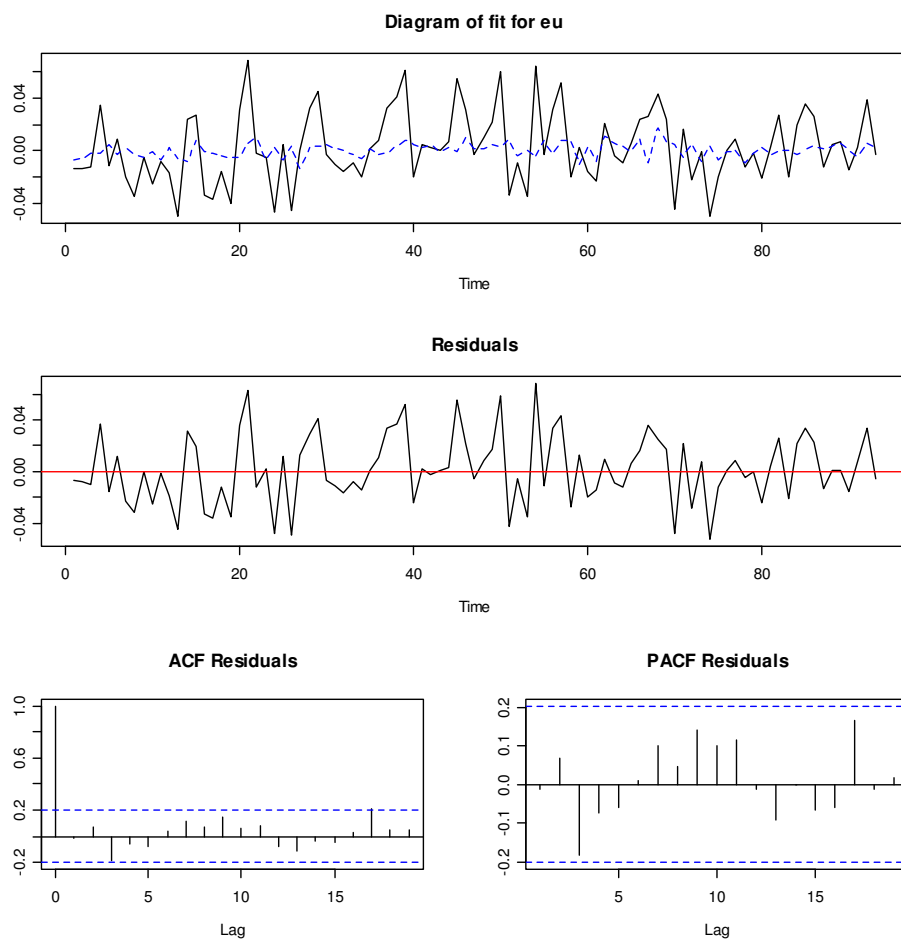 Diagram of fit for eu
0.04
0.00
-0.04
0 20 40 60 80
Time
Residuals
0.04
0.00
-0.04
0 20 40 60 80
Time
ACF Residuals
1.0
0.6
0.2
-0.2
0 5 10 15
Lag
PACF Residuals
0.2
0.1
0.0
-0.1
-0.2
5 10 15
Lag